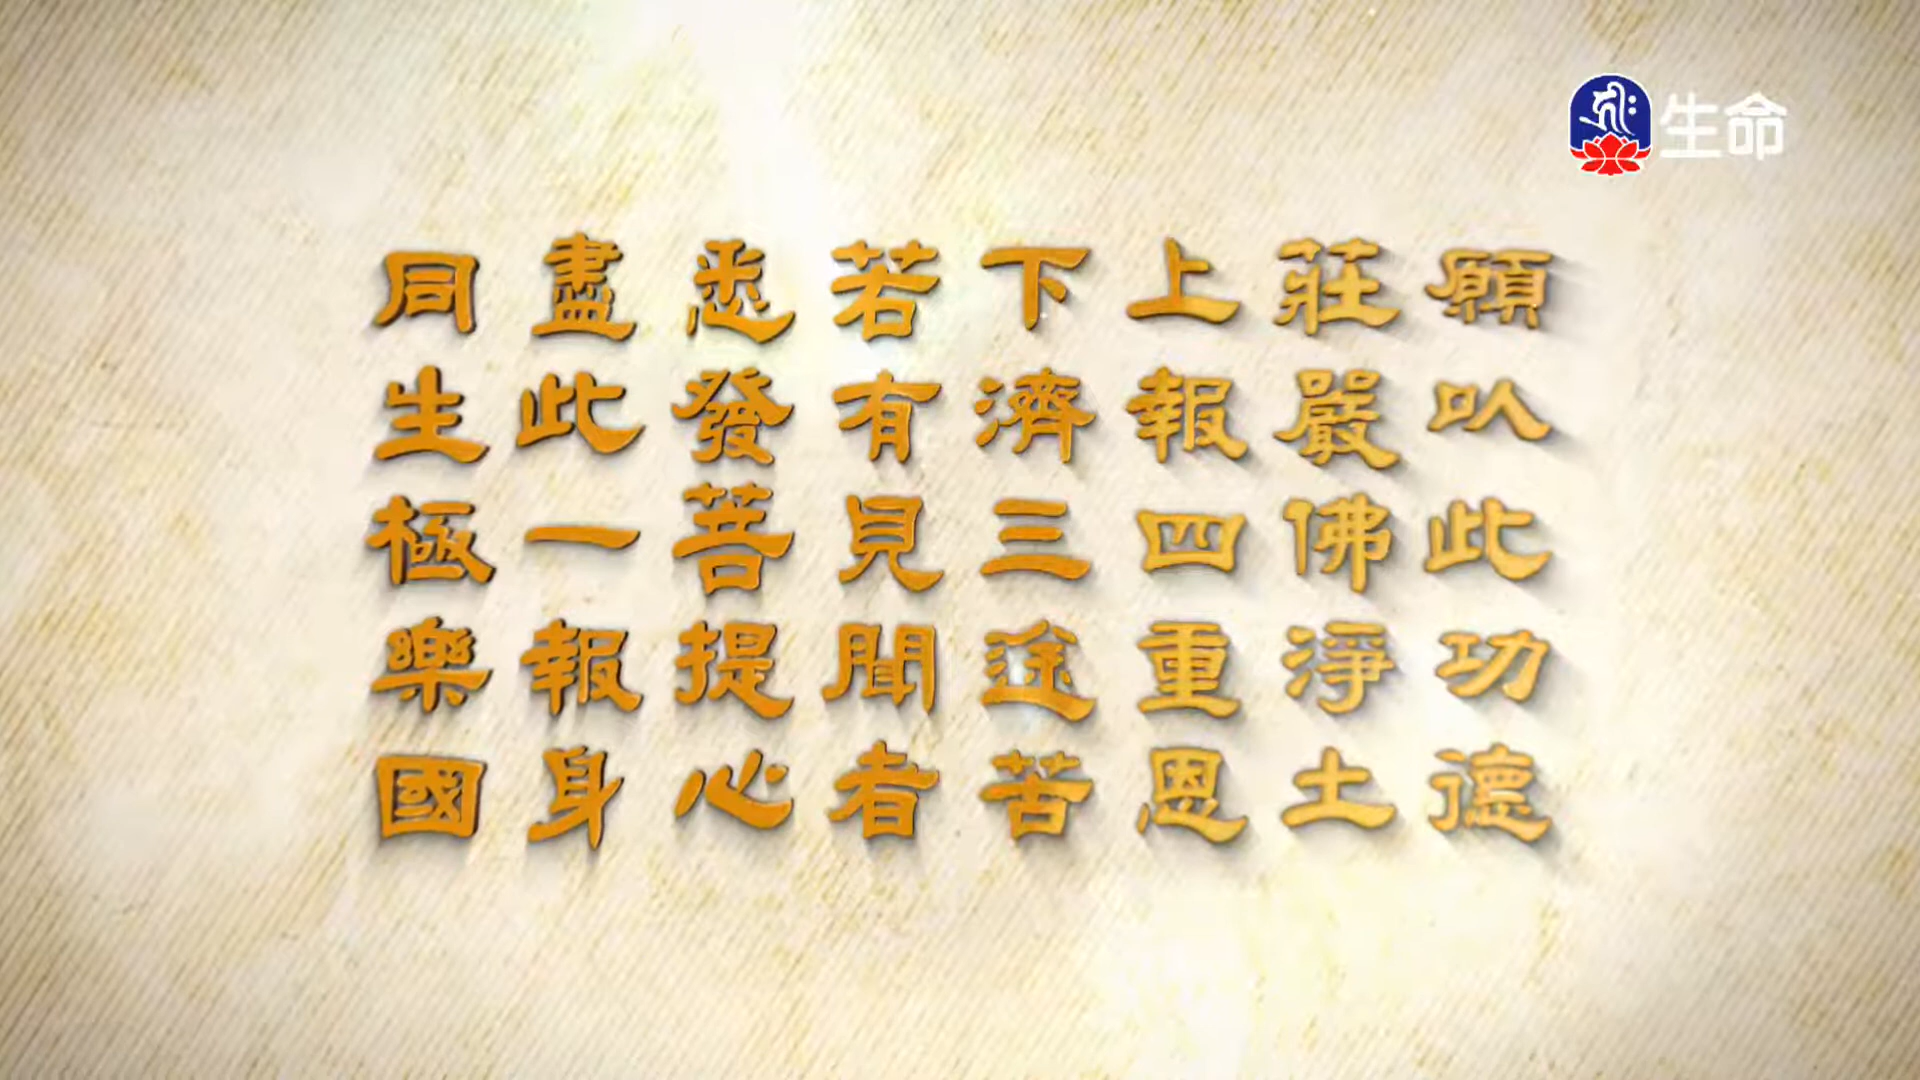 生命
願以此功德
莊嚴佛淨土
上報四重恩
下濟三途苦
若有見聞者
悉發菩提心
盡此一報身
同生極樂國